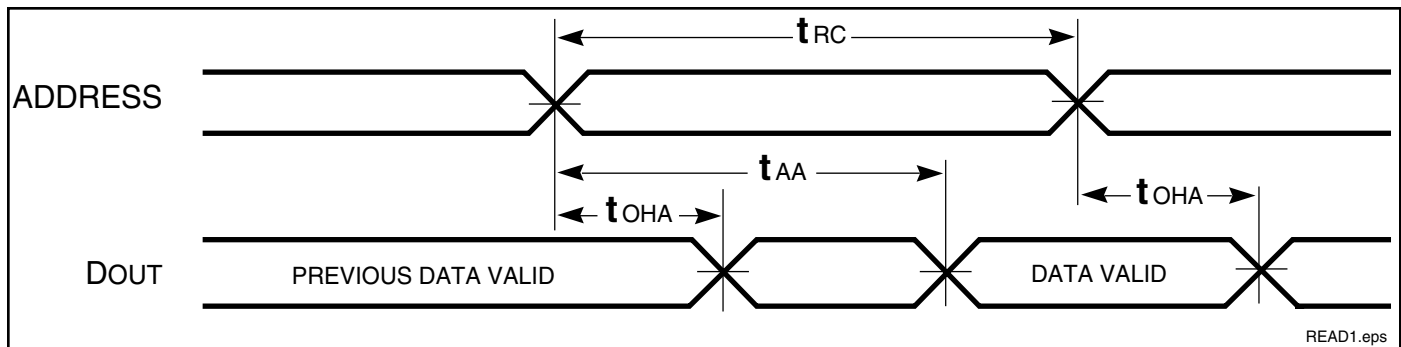 tRC
ADDRESS
tAA
tOHA
tOHA
DOUT
PREVIOUS DATA VALID
DATA VALID
READ1.eps